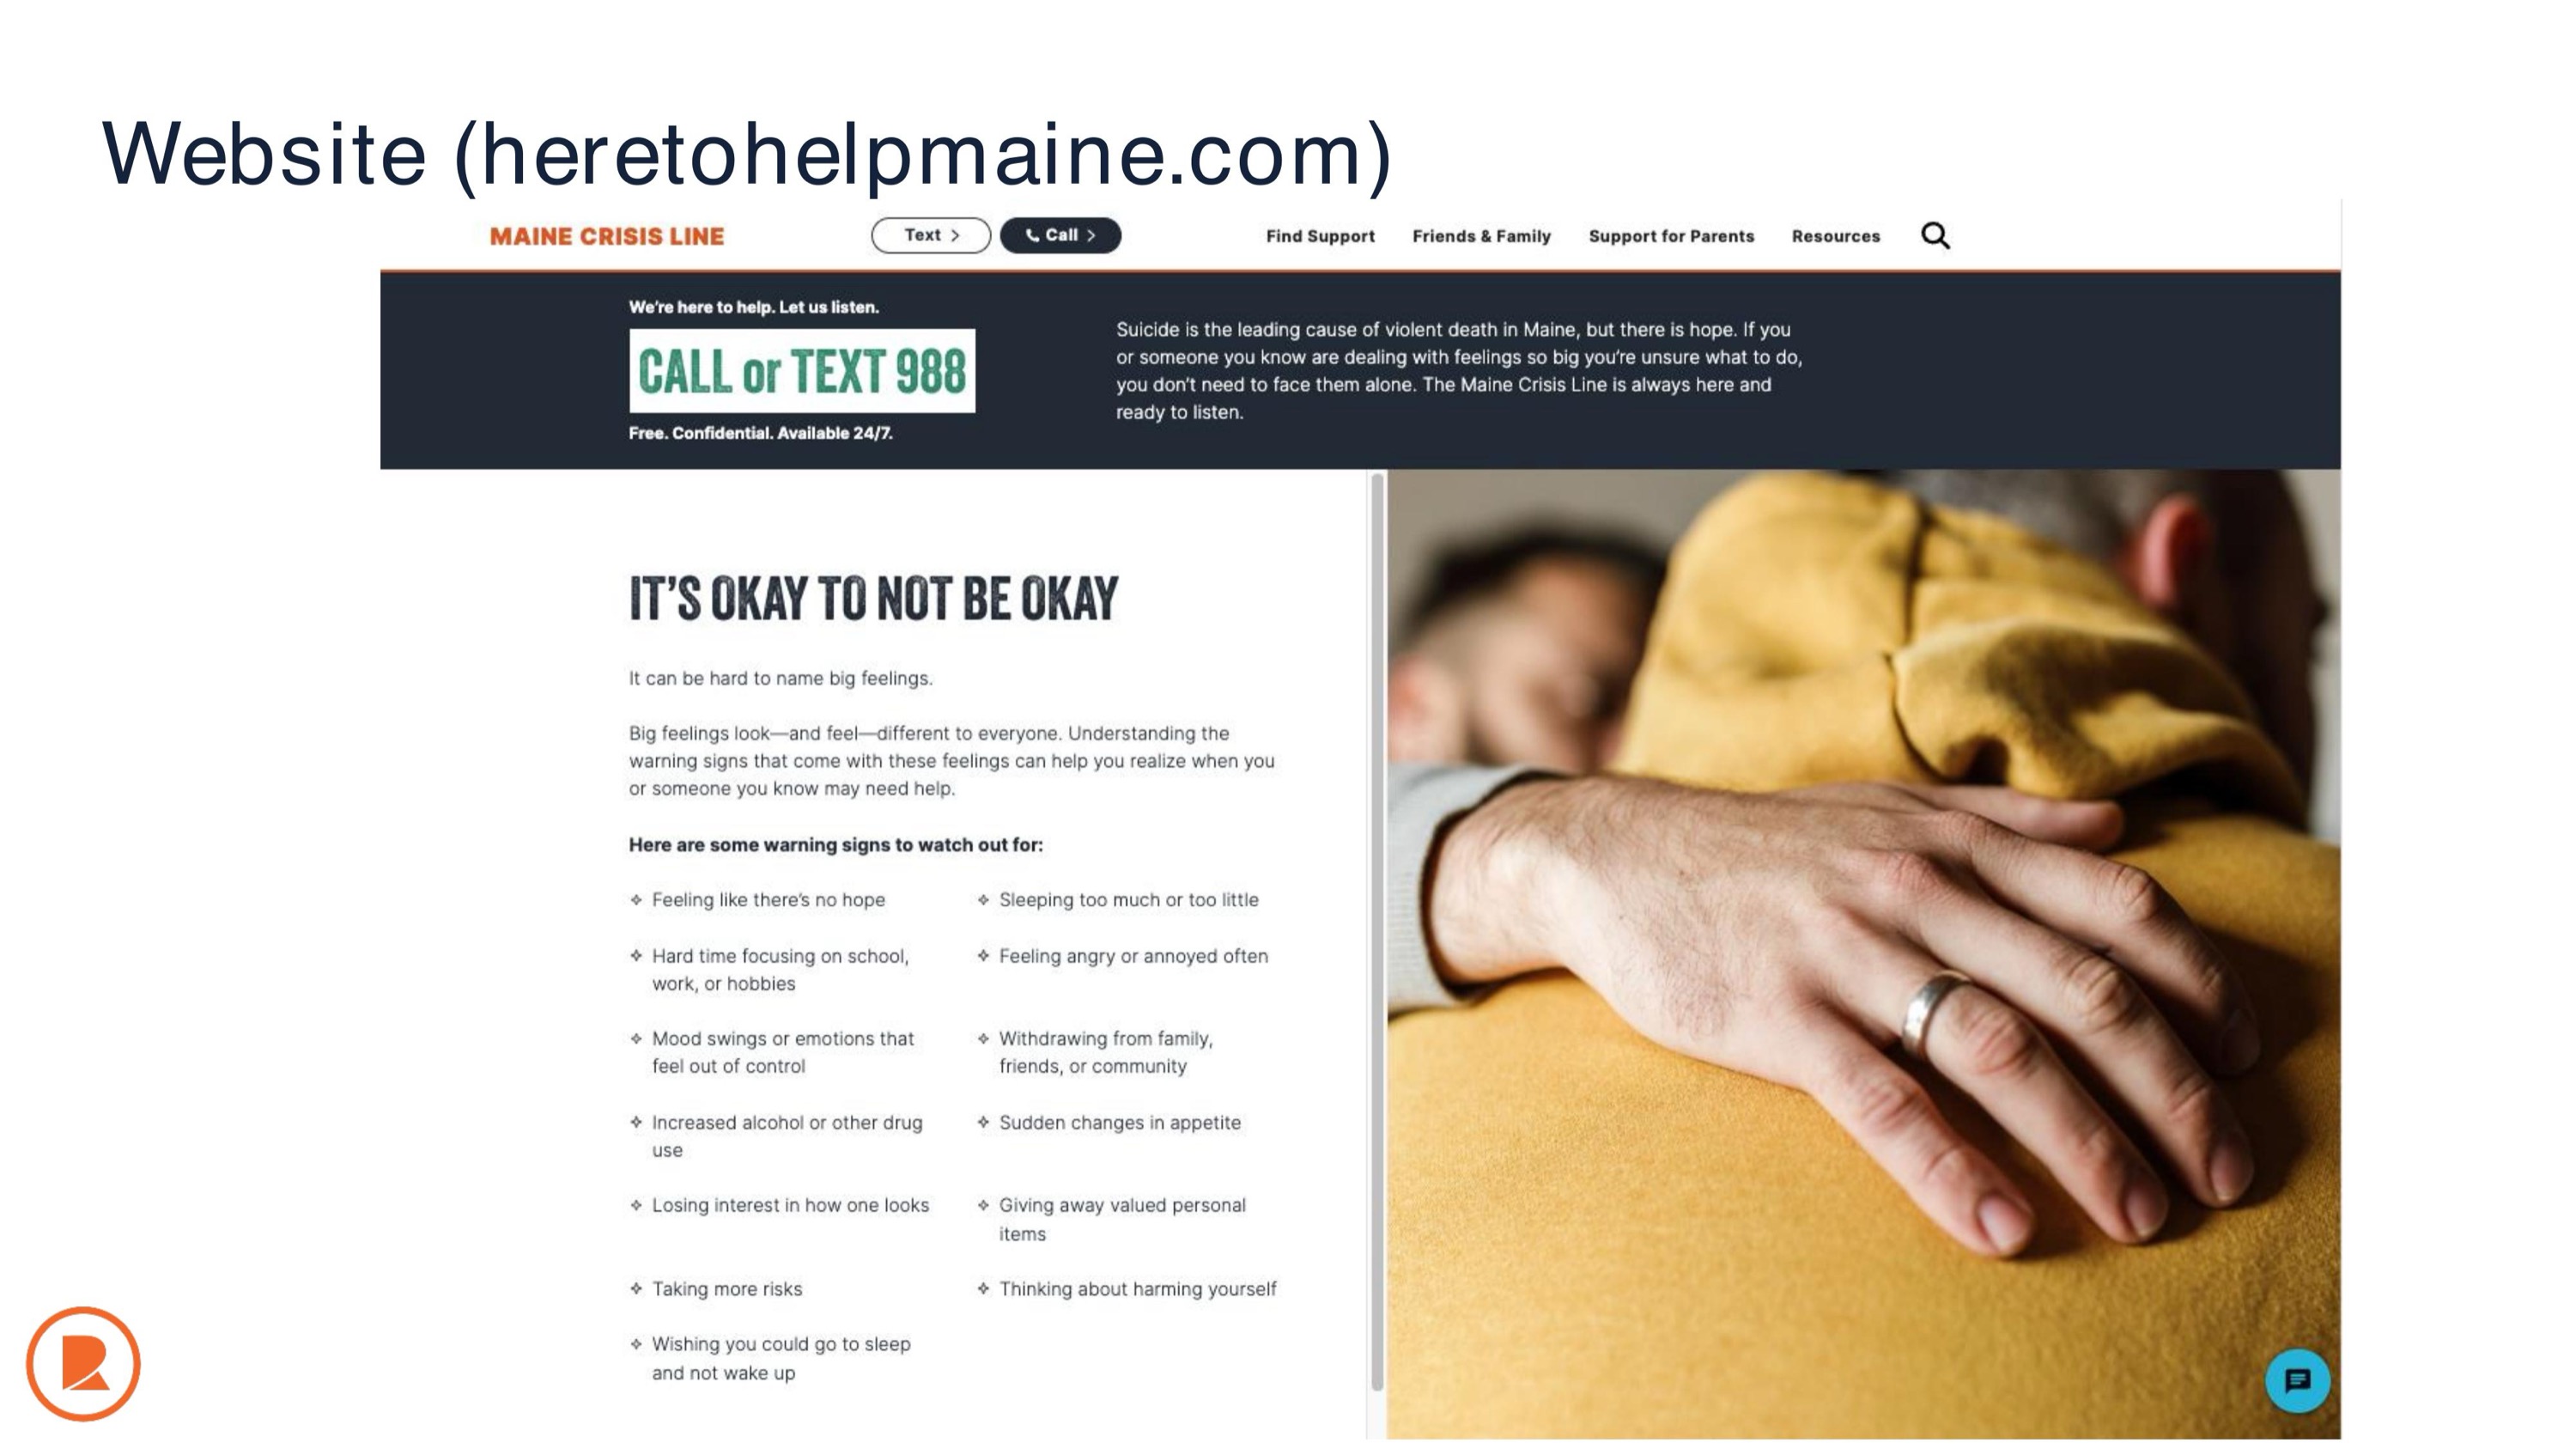 Website (heretohelpmaine.com)
MAINE CRISIS LINE
Text >
Call >
Find Support
Friends & Family
Support for Parents
Resources
We're here to help. Let us listen.
CALL or TEXT 988
Free. Confidential. Available 24/7.
Suicide is the leading cause of violent death in Maine, but there is hope. If you
or someone you know are dealing with feelings so big you're unsure what to do,
you don't need to face them alone. The Maine Crisis Line is always here and
ready to listen.
IT'S OKAY TO NOT BE OKAY
It can be hard to name big feelings.
Big feelings look—and feel—different to everyone. Understanding the
warning signs that come with these feelings can help you realize when you
or someone you know may need help.
Here are some warning signs to watch out for:
Feeling like there's no hope
Sleeping too much or too little
Hard time focusing on school,
work, or hobbies
Feeling angry or annoyed often
Mood swings or emotions that
feel out of control
Withdrawing from family,
friends, or community
Increased alcohol or other drug
use
Sudden changes in appetite
Losing interest in how one looks
Giving away valued personal
items
Taking more risks
Thinking about harming yourself
Wishing you could go to sleep
and not wake up
R